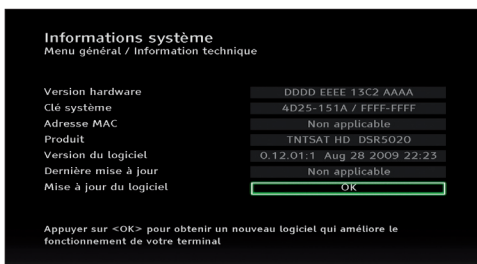 Informations système
Menu général / Information technique
Version hardware DDDD EEEE 13C2 AAAA
Clé système 4D25-151A / FFFF-FFFF
Adresse MAC Non applicable
Produit TNTSAT HD DSR5020
Version du logiciel 0.12.01:1 Aug 28 2009 22:23
Dernière mise à jour Non applicable
Mise à jour du logiciel OK
Appuyer sur <OK> pour obtenir un nouveau logiciel qui améliore le
fonctionnement de votre terminal